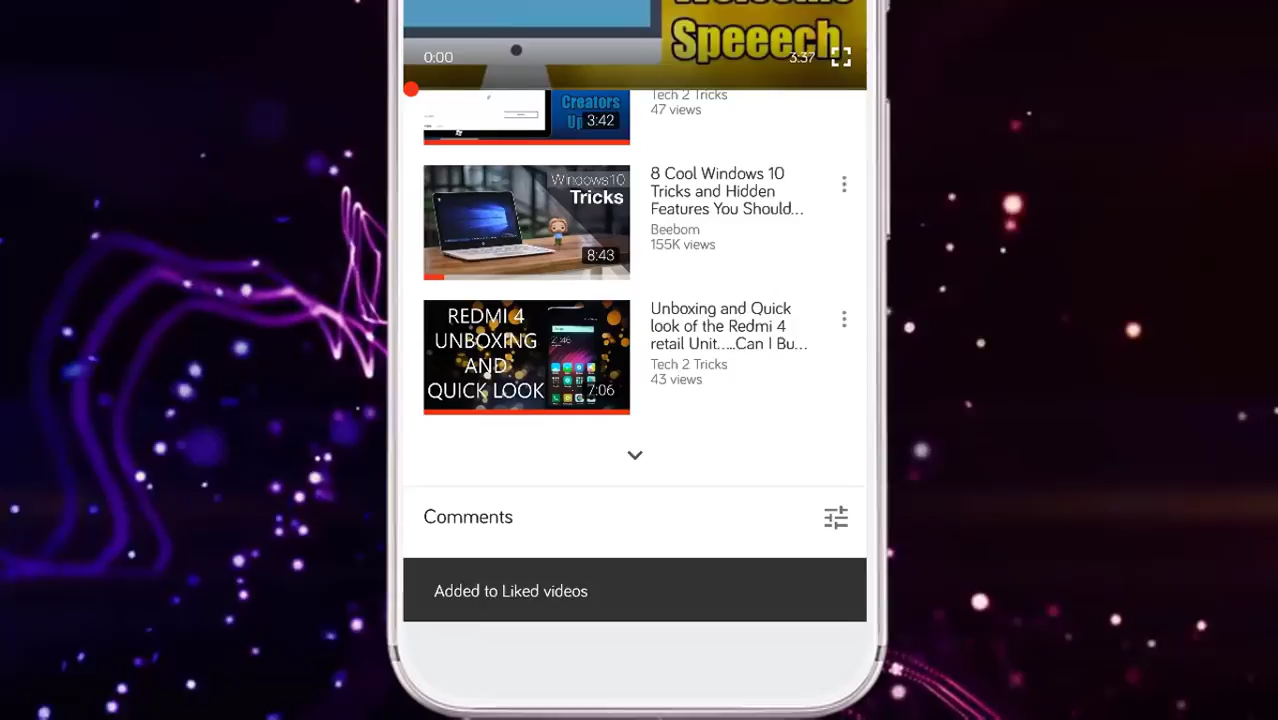 Speeech
0:00
3:37
Creators
Up
3:42
Tech 2 Tricks
47 views
Windows10
Tricks
8:43
8 Cool Windows 10
Tricks and Hidden
Features You Should...
Beebom
155K views
REDMI 4
UNBOXING
AND
QUICK LOOK
7:06
Unboxing and Quick
look of the Redmi 4
retail Unit.....Can I Bu...
Tech 2 Tricks
43 views
Comments
Added to Liked videos